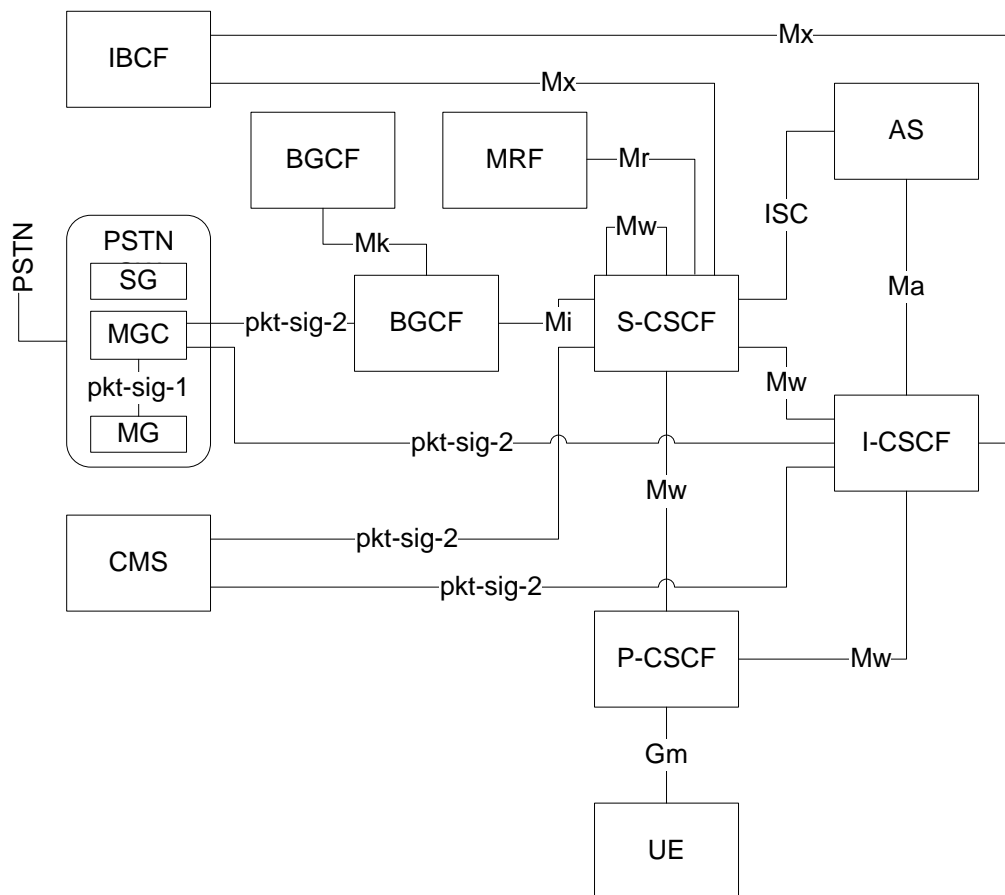 Mx
IBCF
Mx
AS
BGCF
MRF
Mr
ISC
Mw
PSTN
PSTN
Mk
SG
Ma
pkt-sig-2
BGCF
Mi
S-CSCF
MGC
pkt-sig-1
Mw
MG
pkt-sig-2
I-CSCF
Mw
pkt-sig-2
CMS
pkt-sig-2
P-CSCF
Mw
Gm
UE